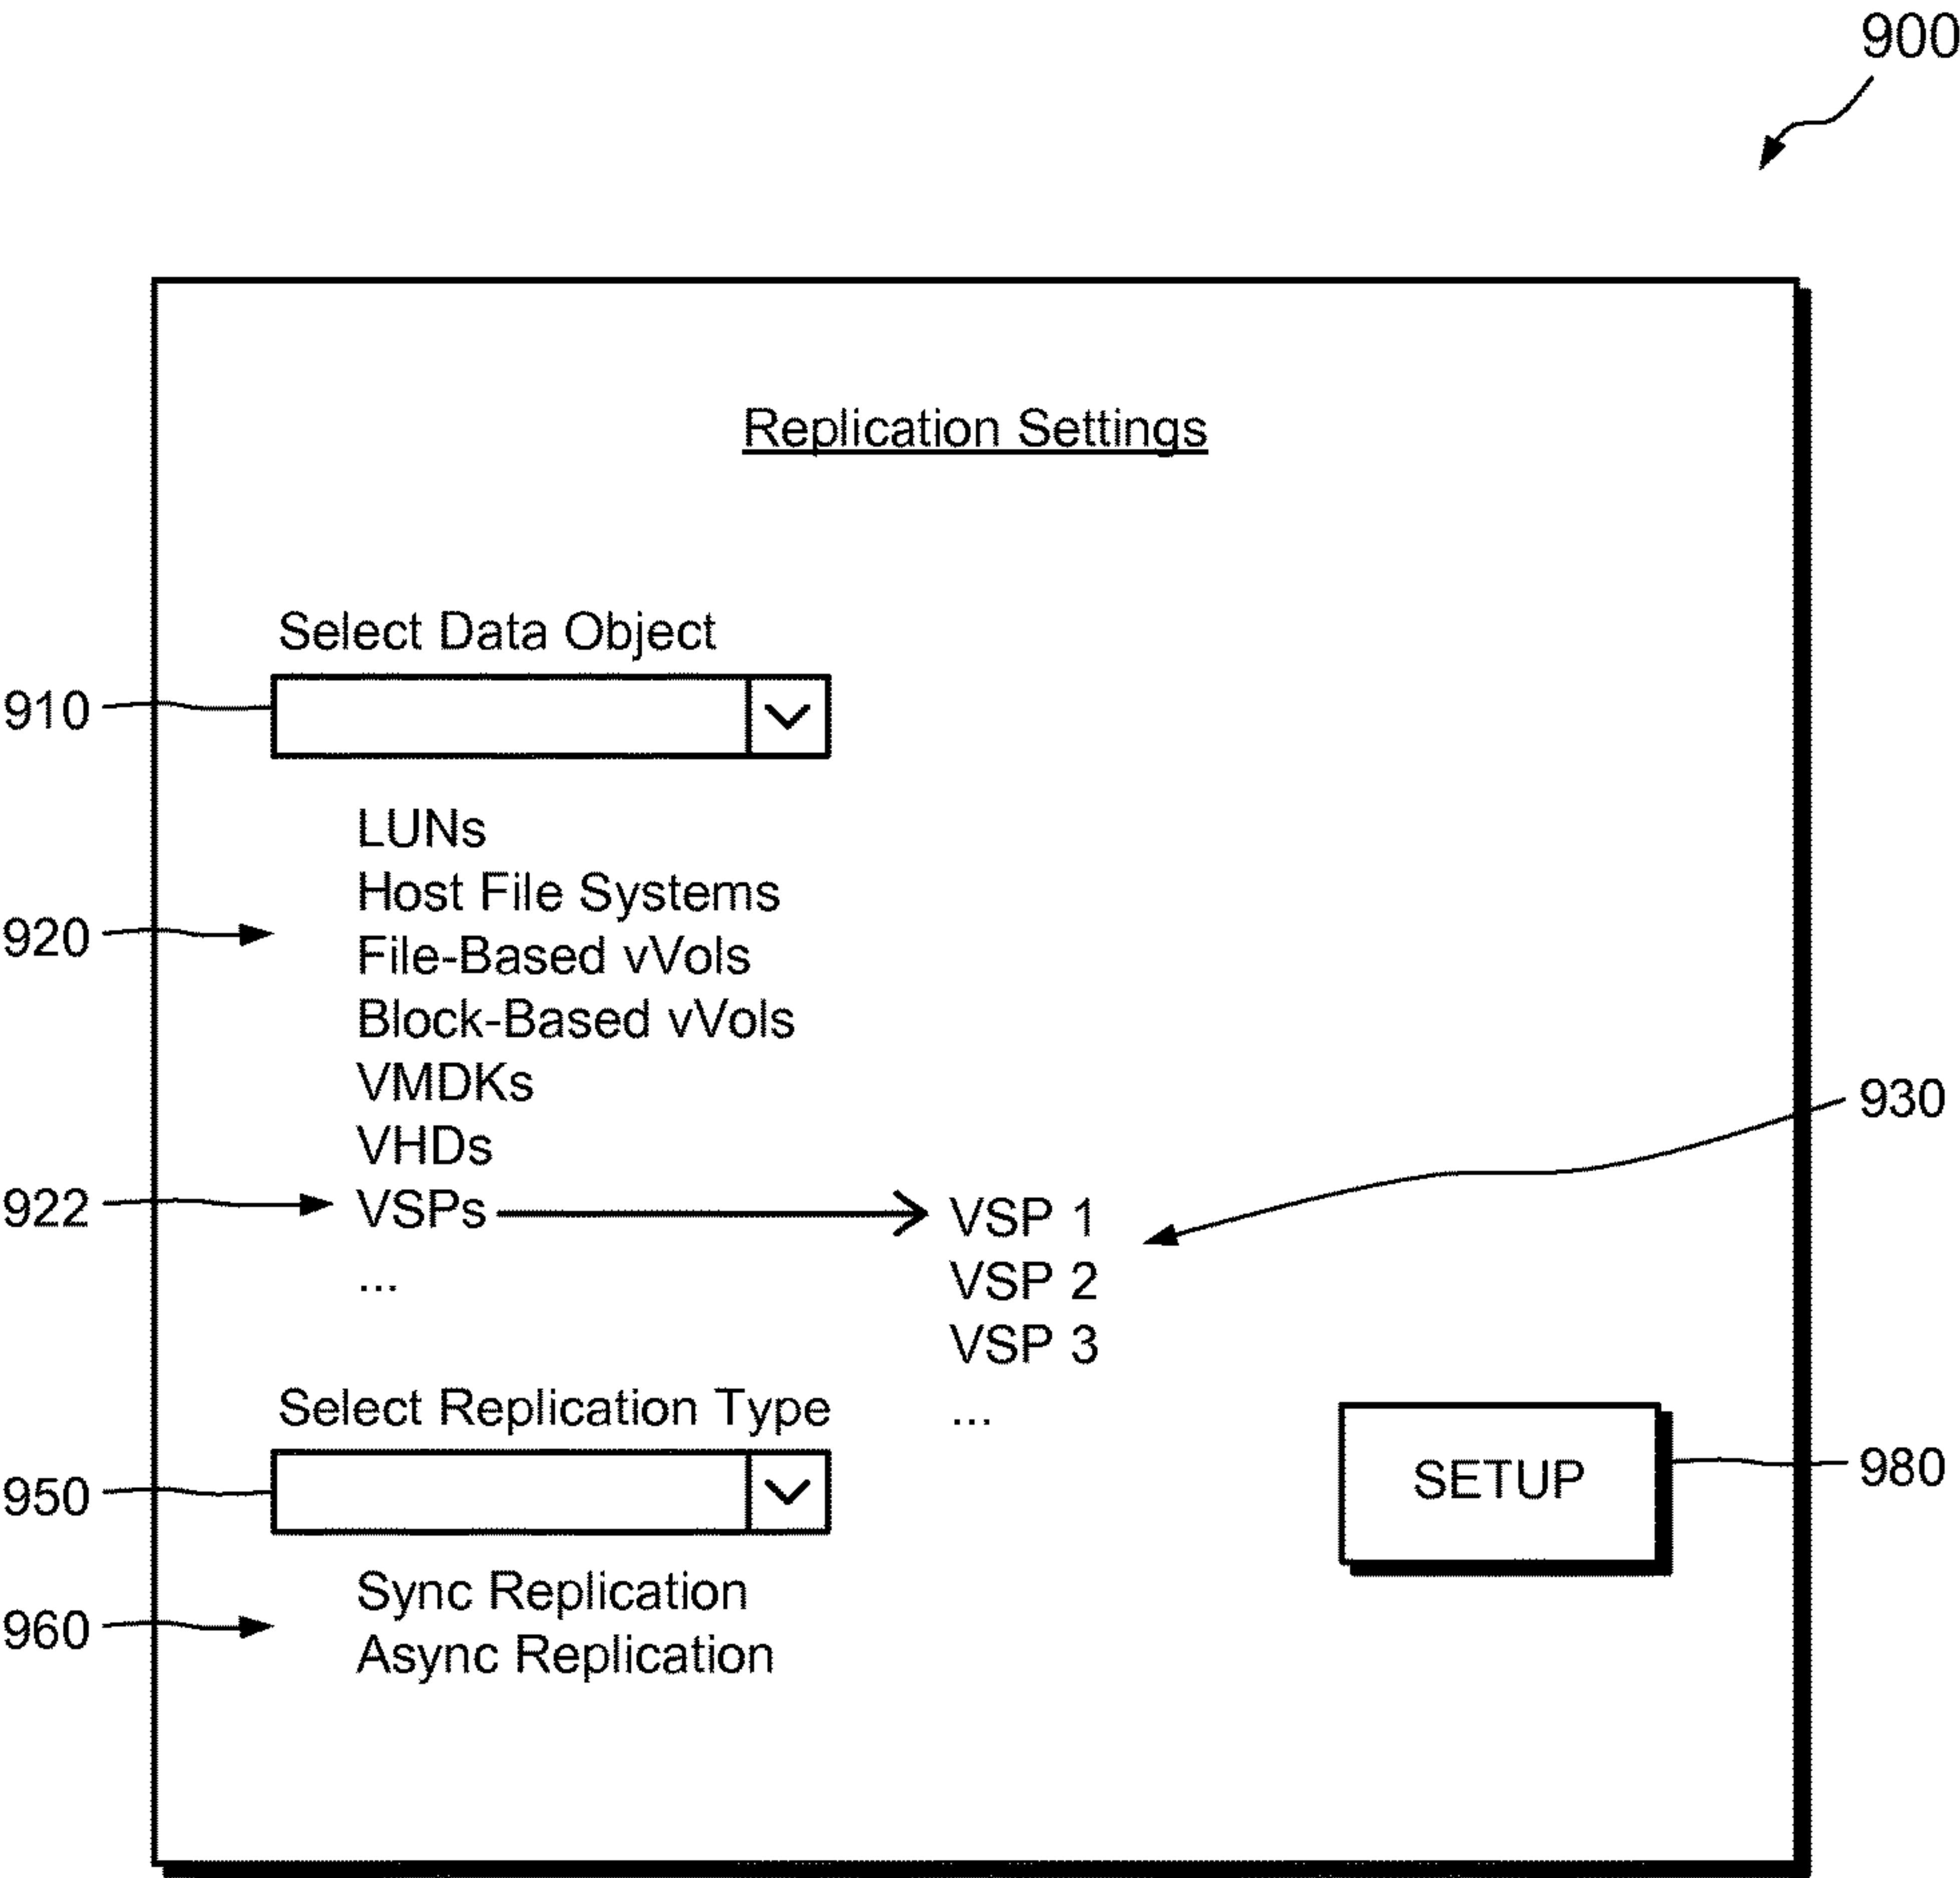 900
Replication Settings
Select Data Object
910
LUNs
Host File Systems
920
File-Based vVols
Block-Based vVols
VMDKs
930
VHDs
922
VSPs
VSP 1
...
VSP 2
VSP 3
Select Replication Type
...
950
SETUP
980
Sync Replication
960
Async Replication